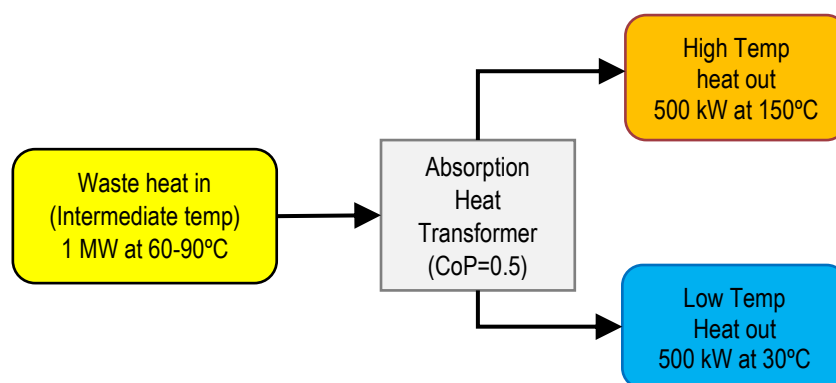 High Temp
heat out
500 kW at 150ºC
Waste heat in
(Intermediate temp)
1 MW at 60-90ºC
Absorption
Heat
Transformer
(CoP=0.5)
Low Temp
Heat out
500 kW at 30ºC